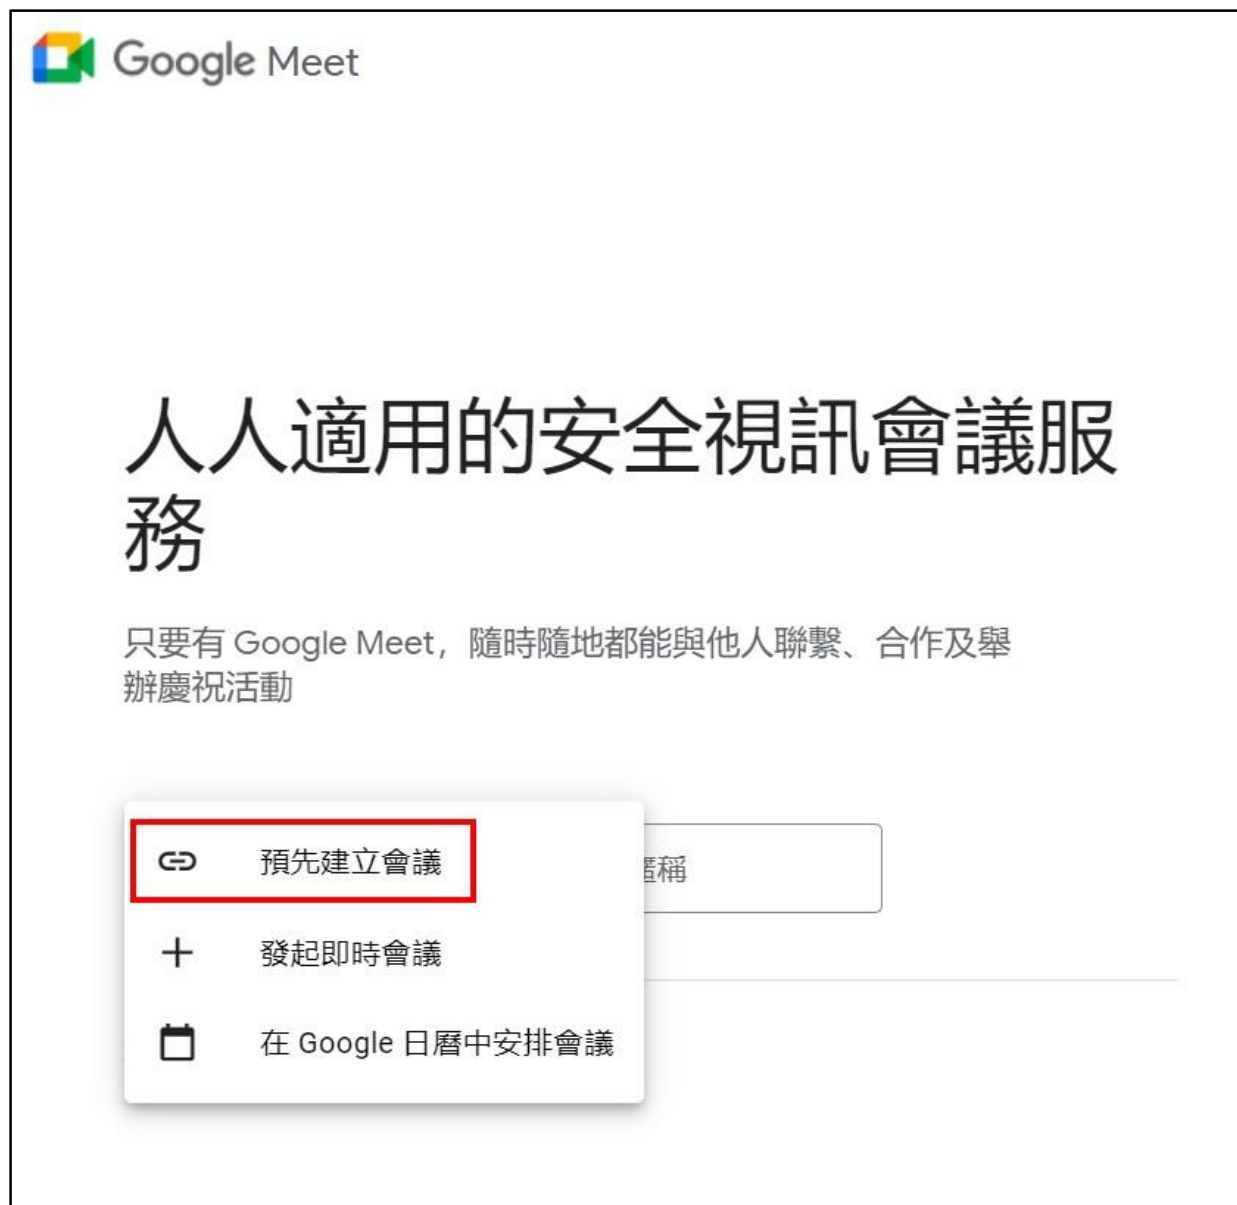 Google Meet
人人適用的安全視訊會議服
務
只要有 Google Meet，隨時隨地都能與他人聯繫、合作及舉
辦慶祝活動
預先建立會議
稱
發起即時會議
在 Google 日曆中安排會議